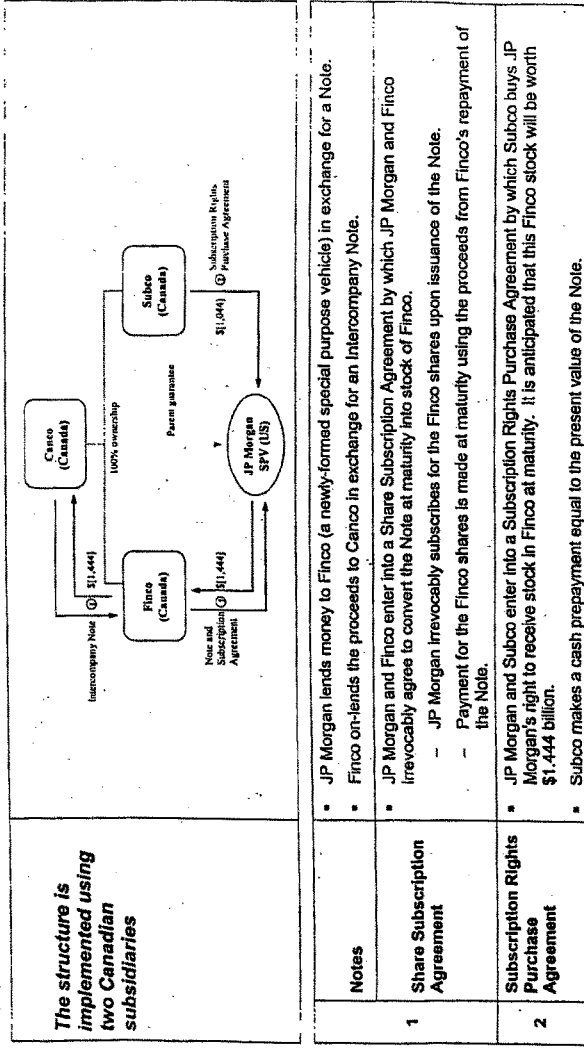 The structure is
implemented using
two Canadian
subsidiaries
Canco
(Canada)
100% ownership
Intercompany Note ① $[1,444]
Parent guarantee
Finco
(Canada)
Subco
(Canada)
Note and
Subscription ① $[1,444]
Agreement
$[1,044] ① Subscription Rights
Purchase Agreement
JP Morgan
SPV (US)
Notes
▪ JP Morgan lends money to Finco (a newly-formed special purpose vehicle) in exchange for a Note.
▪ Finco on-lends the proceeds to Canco in exchange for an Intercompany Note.
1
Share Subscription
Agreement
▪ JP Morgan and Finco enter into a Share Subscription Agreement by which JP Morgan and Finco
irrevocably agree to convert the Note at maturity into stock of Finco.
– JP Morgan irrevocably subscribes for the Finco shares upon issuance of the Note.
– Payment for the Finco shares is made at maturity using the proceeds from Finco's repayment of
the Note.
2
Subscription Rights
Purchase
Agreement
▪ JP Morgan and Subco enter into a Subscription Rights Purchase Agreement by which Subco buys JP
Morgan's right to receive stock in Finco at maturity. It is anticipated that this Finco stock will be worth
$1.444 billion.
▪ Subco makes a cash prepayment equal to the present value of the Note.